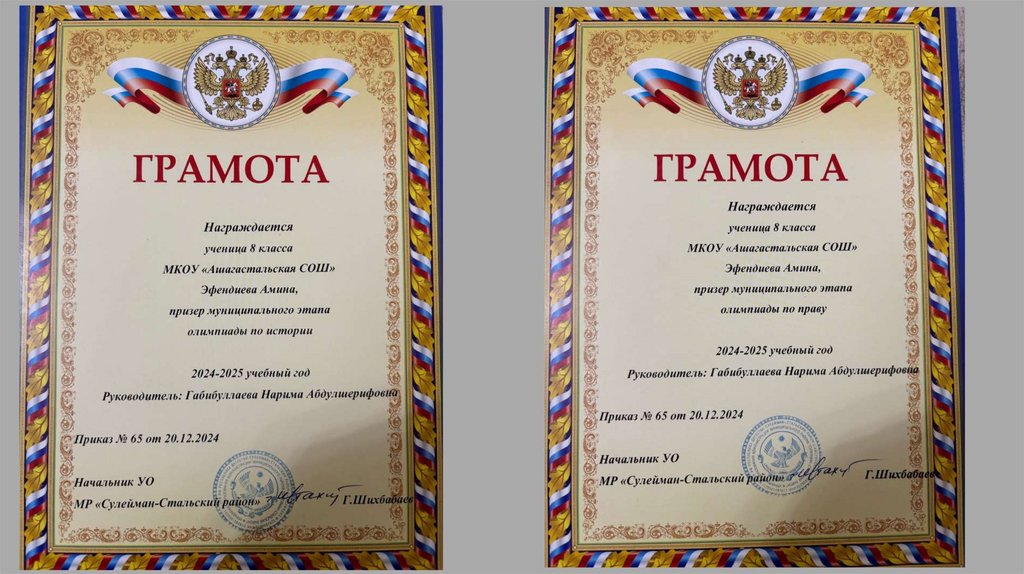 ГРАМОТА
Награждается
ученица 8 класса
МКОУ «Ашагастальская СОШ»
Эфендиева Амина,
призер муниципального этапа
олимпиады по истории
2024-2025 учебный год
Руководитель: Габибуллаева Нарима Абдулшерифовна
Приказ № 65 от 20.12.2024
Начальник УО
МР «Сулейман-Стальский район»
Г.Шихбабаев
ГРАМОТА
Награждается
ученица 8 класса
МКОУ «Ашагастальская СОШ»
Эфендиева Амина,
призер муниципального этапа
олимпиады по праву
2024-2025 учебный год
Руководитель: Габибуллаева Нарима Абдулшерифовна
Приказ № 65 от 20.12.2024
Начальник УО
МР «Сулейман-Стальский район»
Г.Шихбабаев